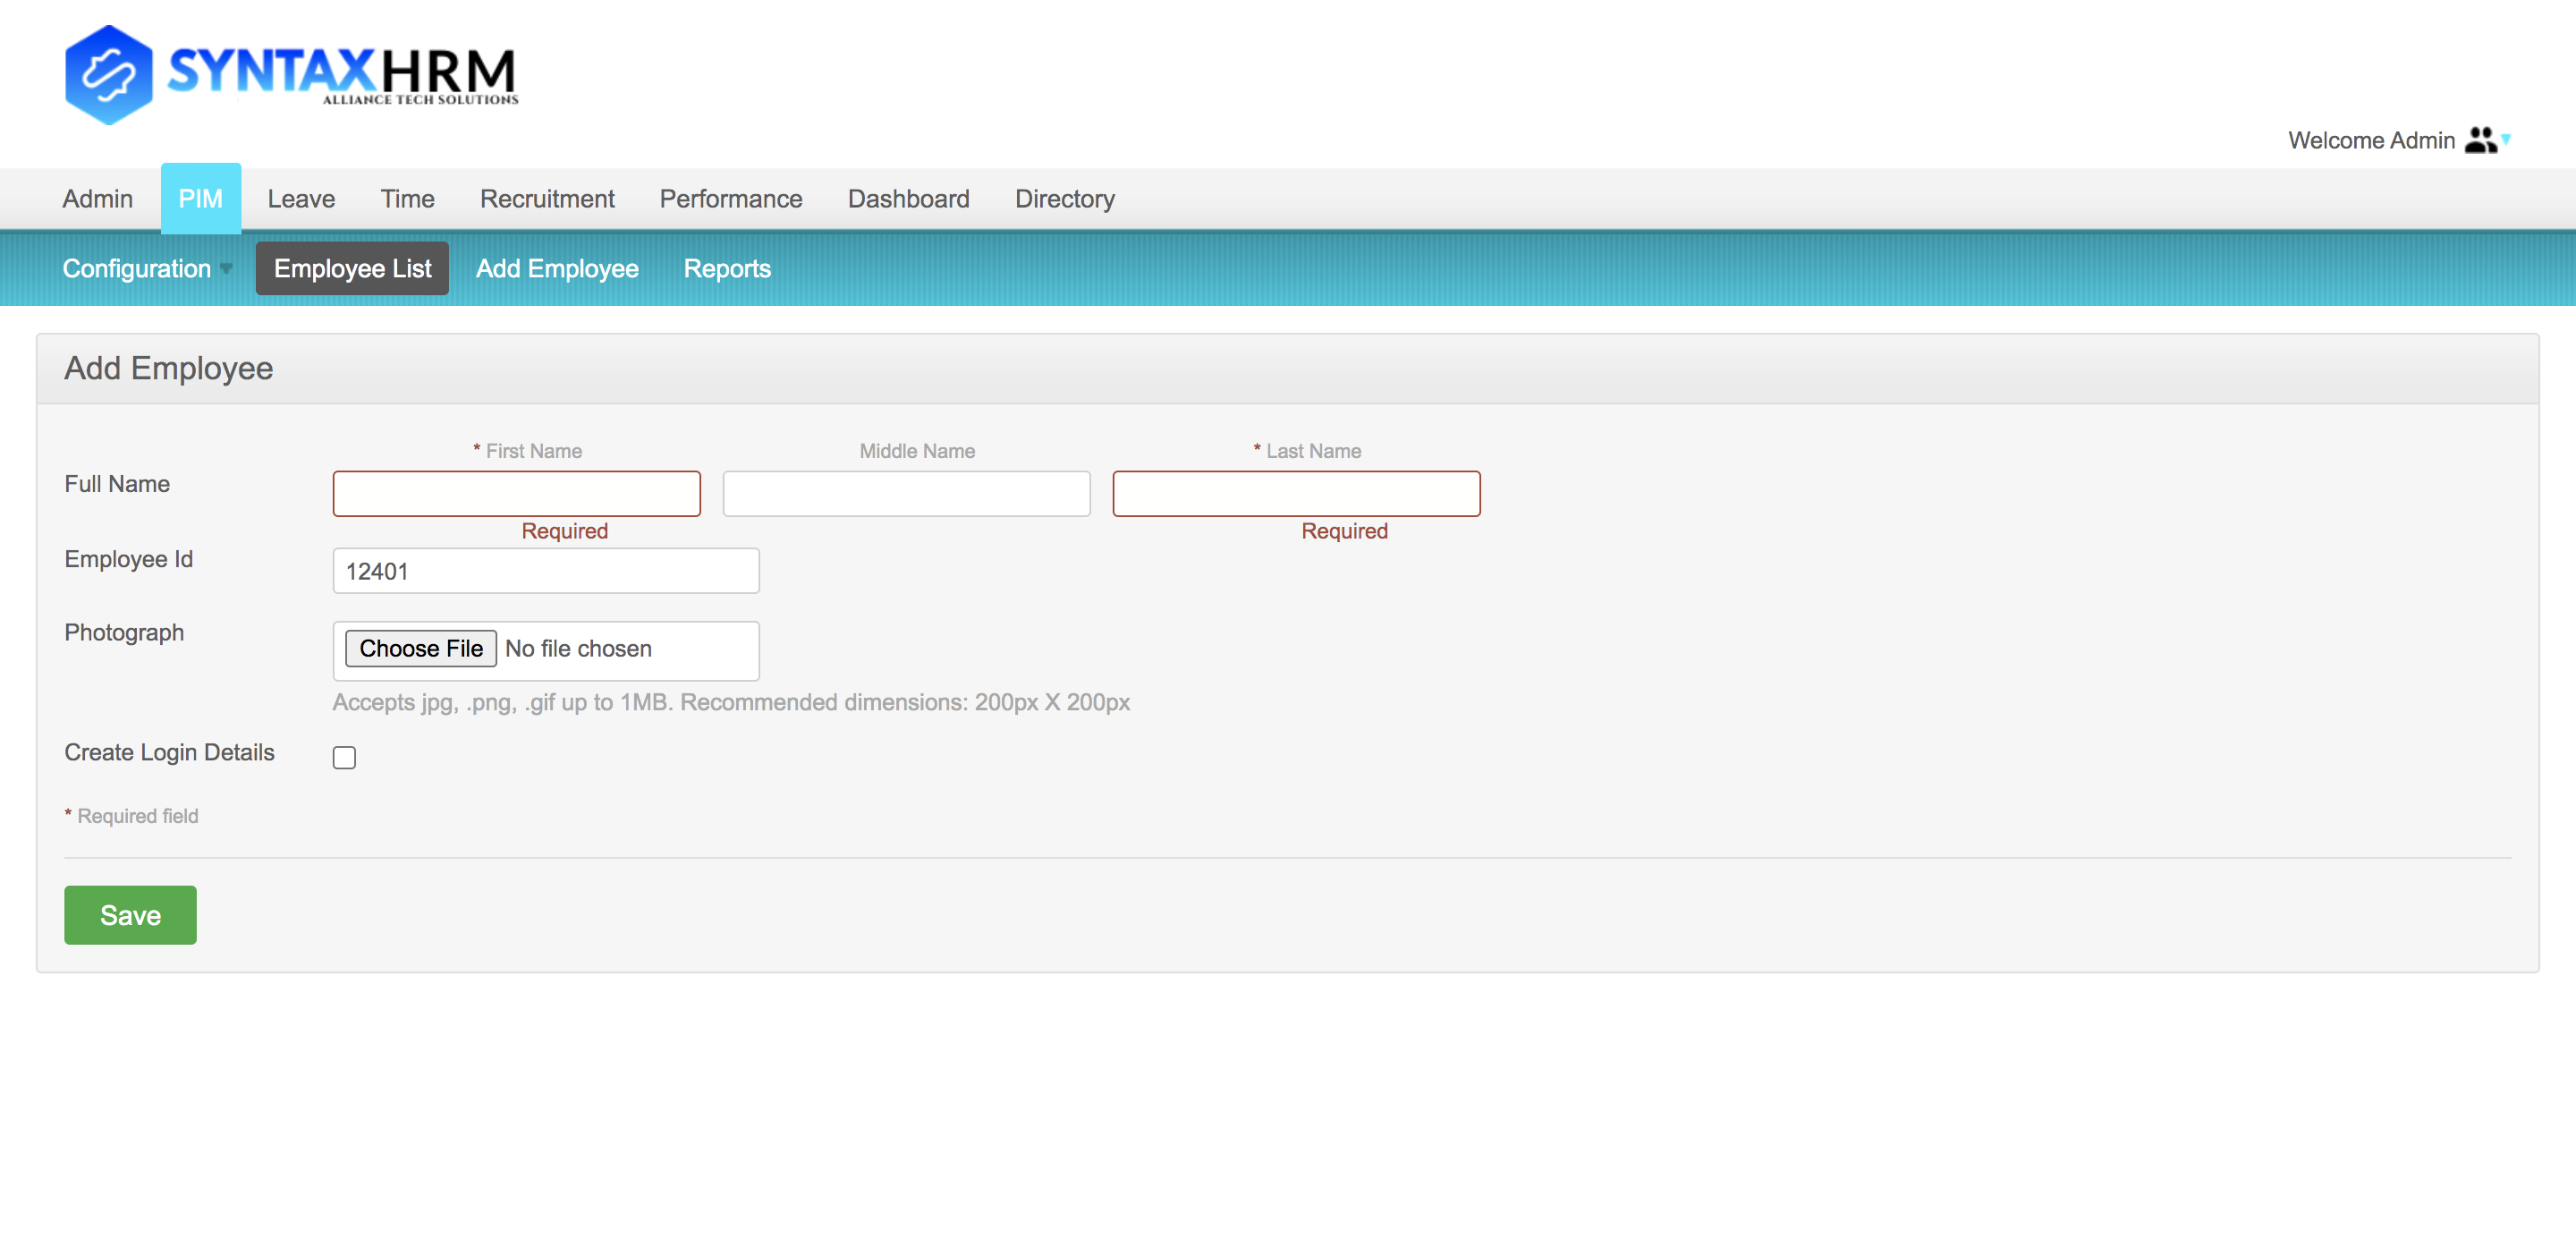 SYNTAXHRM
ALLIANCE TECH SOLUTIONS
Welcome Admin
Admin PIM Leave Time Recruitment Performance Dashboard Directory
Configuration Employee List Add Employee Reports
Add Employee
* First Name Middle Name * Last Name
Full Name
Required Required
Employee Id 12401
Photograph Choose File No file chosen
Accepts jpg, .png, .gif up to 1MB. Recommended dimensions: 200px X 200px
Create Login Details
* Required field
Save